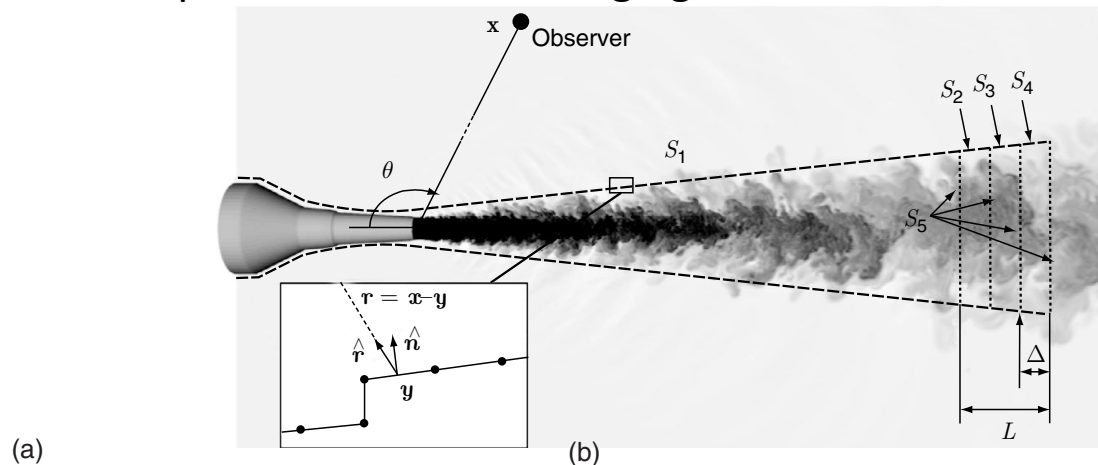 x
Observer
S2 S3 S4
S1
θ
S5
r = x–y
r̂ n̂
y
Δ
L
(a) (b)